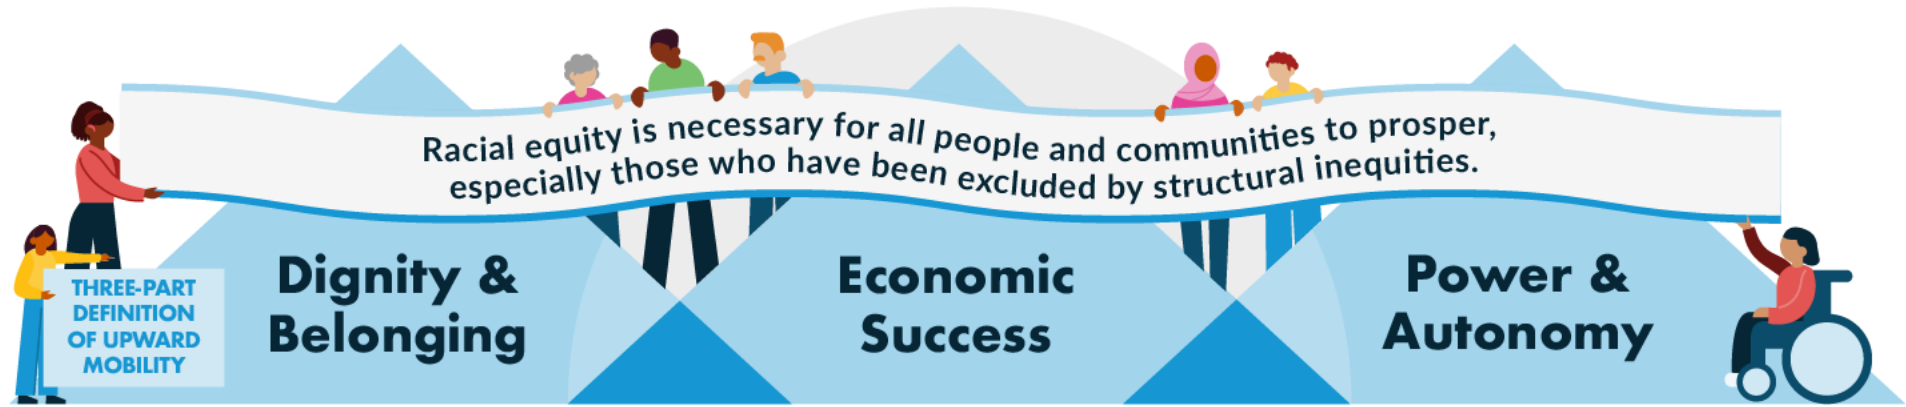 Racial equity is necessary for all people and communities to prosper,
especially those who have been excluded by structural inequities.
THREE-PART
DEFINITION
OF UPWARD
MOBILITY
Dignity &
Belonging
Economic
Success
Power &
Autonomy